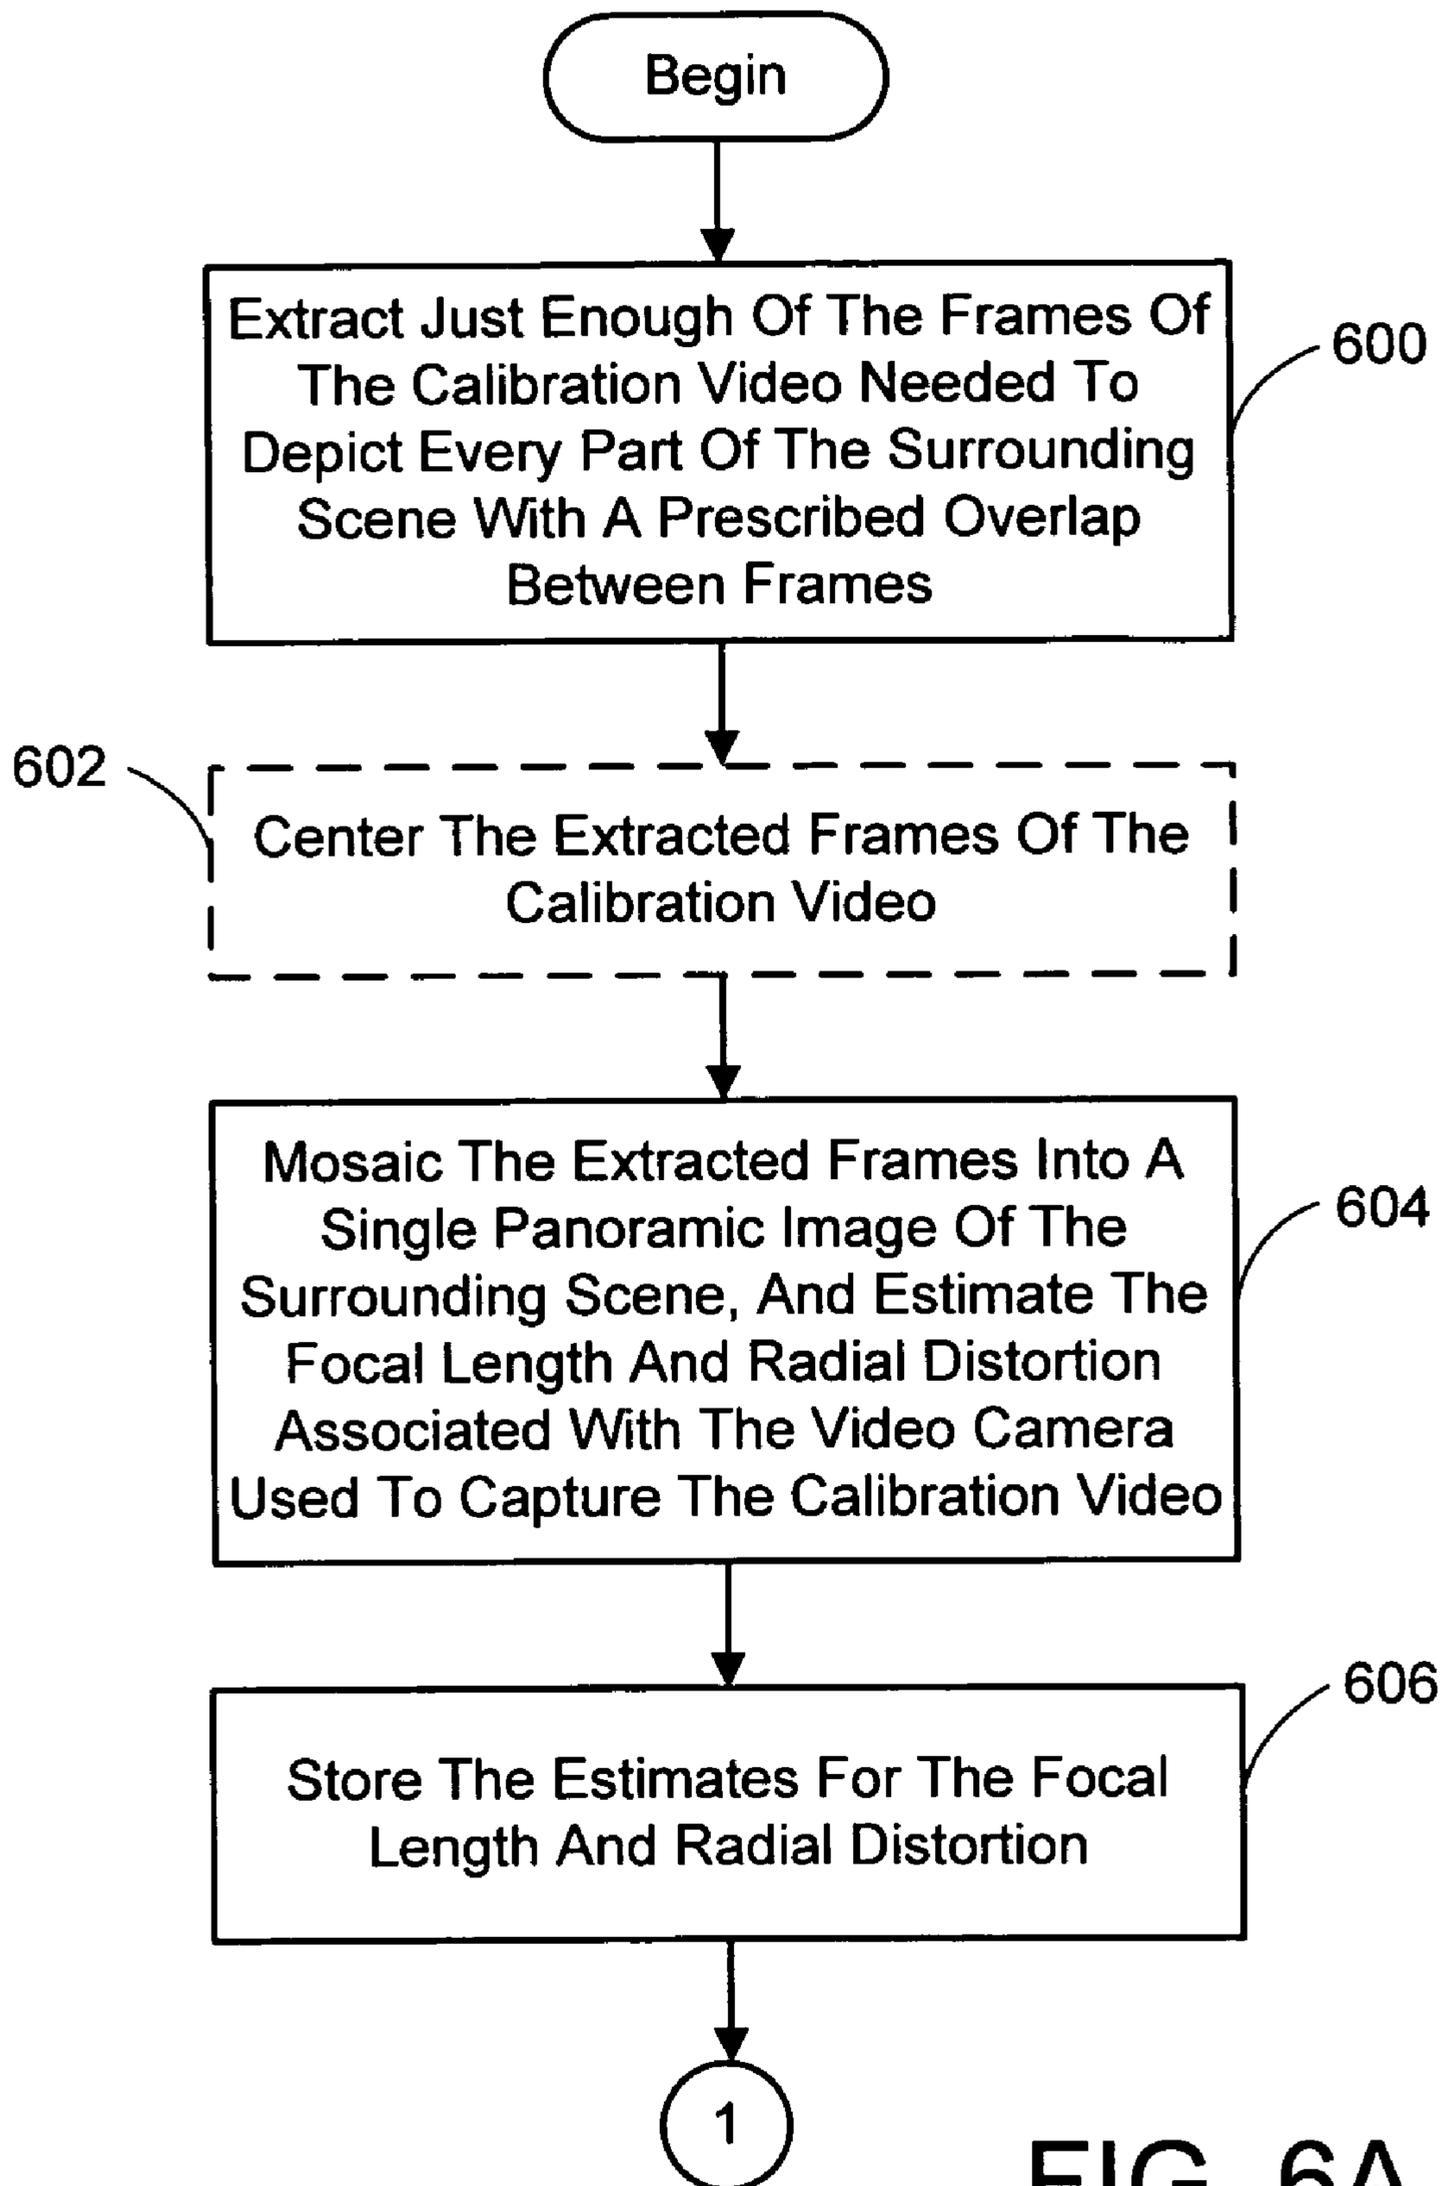 Begin
Extract Just Enough Of The Frames Of
The Calibration Video Needed To
Depict Every Part Of The Surrounding
Scene With A Prescribed Overlap
Between Frames
600
602
Center The Extracted Frames Of The
Calibration Video
Mosaic The Extracted Frames Into A
Single Panoramic Image Of The
Surrounding Scene, And Estimate The
Focal Length And Radial Distortion
Associated With The Video Camera
Used To Capture The Calibration Video
604
606
Store The Estimates For The Focal
Length And Radial Distortion
1
FIG. 6A